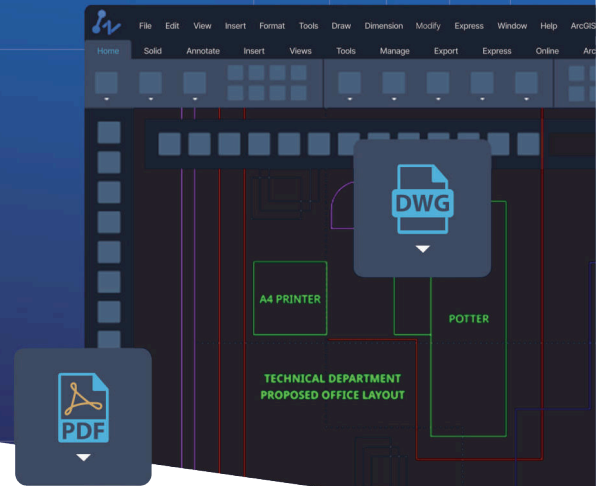 File Edit View Insert Format Tools Draw Dimension Modify Express Window Help ArcGIS
Home Solid Annotate Insert Views Tools Manage Export Express Online Arc
DWG
A4 PRINTER
POTTER
TECHNICAL DEPARTMENT
PROPOSED OFFICE LAYOUT
PDF